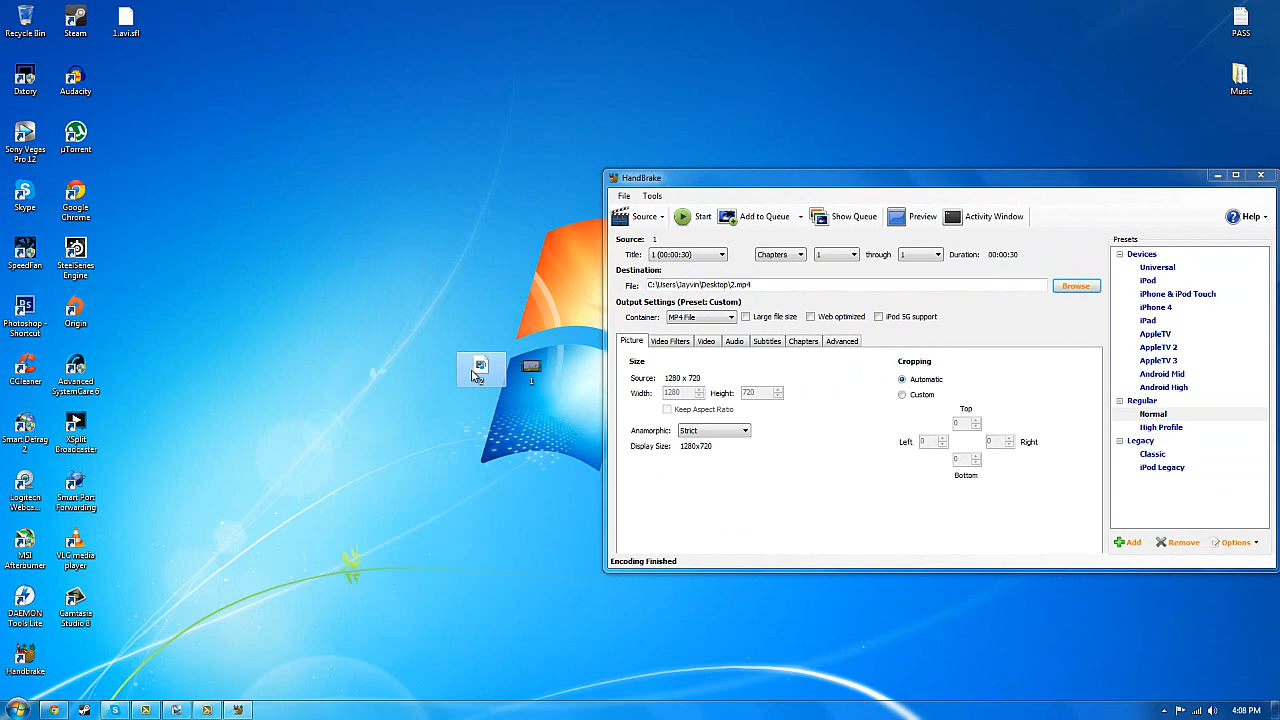 Recycle Bin
Steam
1.avi.sfl
PASS
Dxtory
Audacity
Music
Sony Vegas
Pro 12
µTorrent
Skype
Google
Chrome
SpeedFan
SteelSeries
Engine
Photoshop -
Shortcut
Origin
CCleaner
Advanced
SystemCare 6
Smart Defrag
2
XSplit
Broadcaster
Logitech
Webca...
Smart Port
Forwarding
MSI
Afterburner
VLC media
player
DAEMON
Tools Lite
Camtasia
Studio 8
Handbrake
2
1
HandBrake
File Tools
Source Start Add to Queue Show Queue Preview Activity Window Help
Source: 1
Title: 1 (00:00:30) Chapters 1 through 1 Duration: 00:00:30
Destination:
File: C:\Users\Jayvin\Desktop\2.mp4 Browse
Output Settings (Preset: Custom)
Container: MP4 File Large file size Web optimized iPod 5G support
Picture Video Filters Video Audio Subtitles Chapters Advanced
Size
Source: 1280 x 720
Width: 1280 Height: 720
Keep Aspect Ratio
Anamorphic: Strict
Display Size: 1280x720
Cropping
Automatic
Custom
Top
0
Left 0 0 Right
0
Bottom
Presets
Devices
Universal
iPod
iPhone & iPod Touch
iPhone 4
iPad
AppleTV
AppleTV 2
AppleTV 3
Android Mid
Android High
Regular
Normal
High Profile
Legacy
Classic
iPod Legacy
Add Remove Options
Encoding Finished
4:08 PM